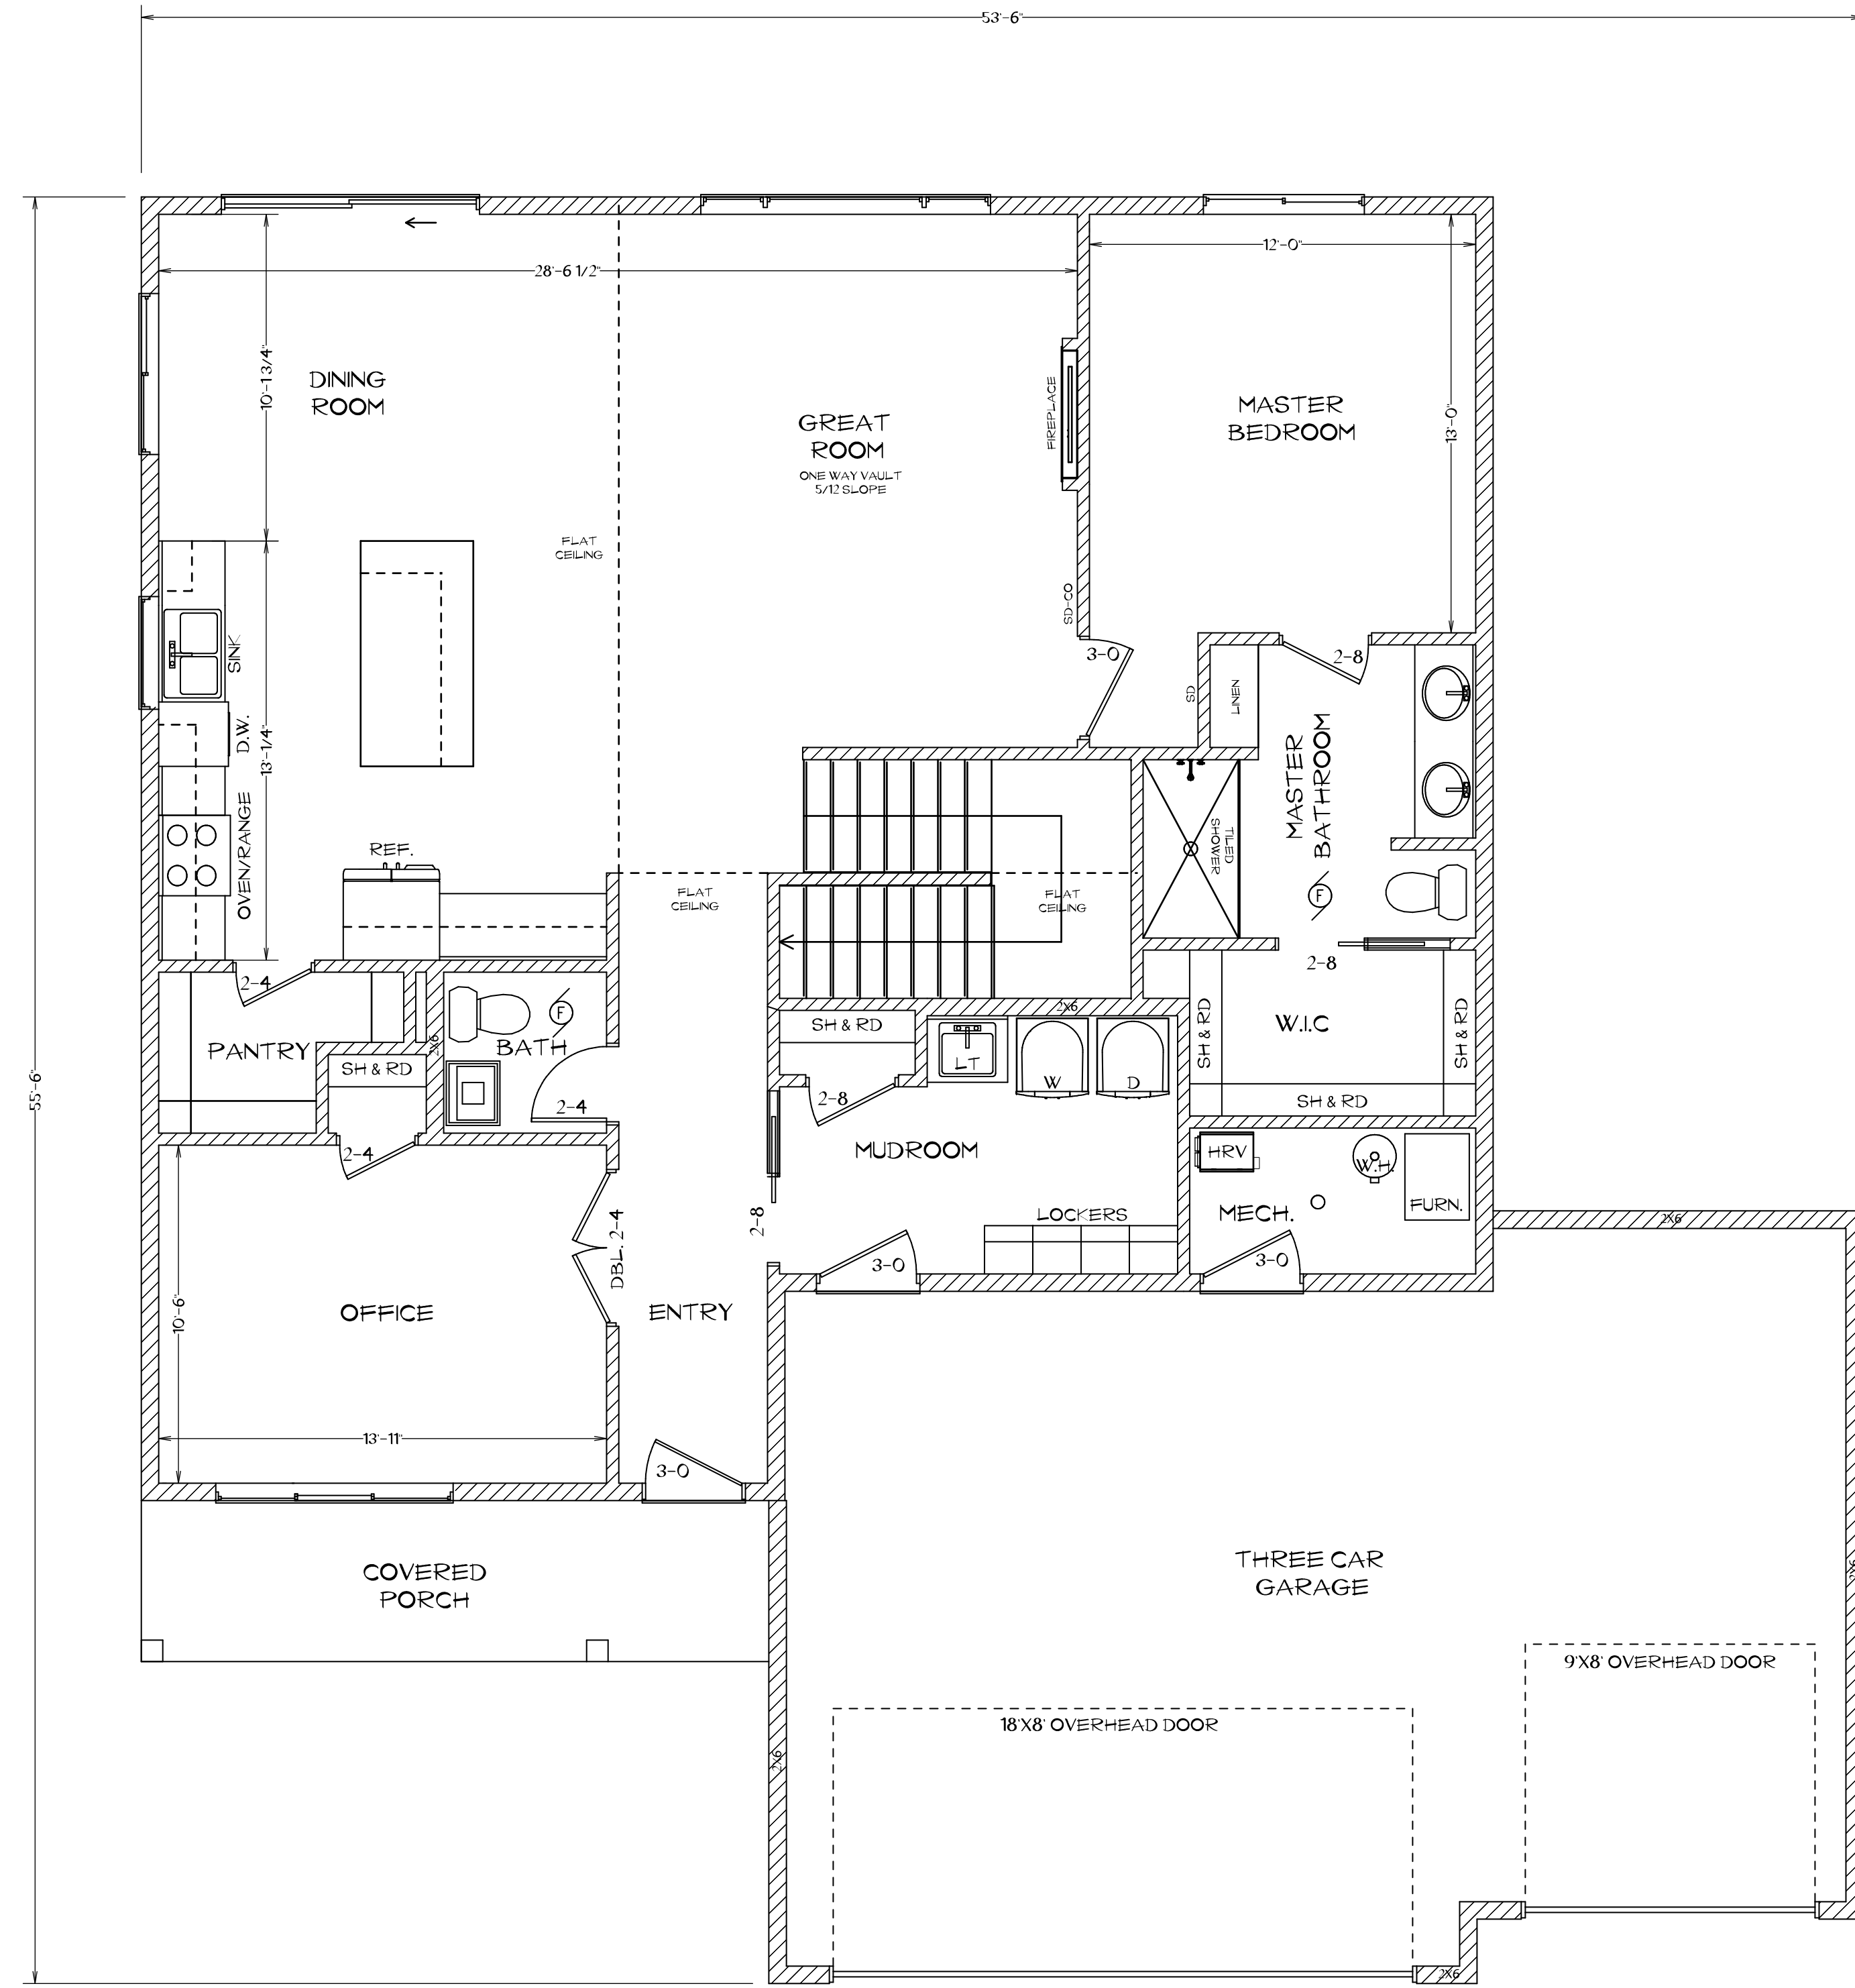 53'-6"
12'-0"
28'-6 1/2"
10'-1 3/4"
DINING
ROOM
GREAT
ROOM
ONE WAY VAULT
5/12 SLOPE
FIREPLACE
MASTER
BEDROOM
13'-0"
FLAT
CEILING
SD-CO
3-0
2-8
SINK
SD
LINEN
D.W.
13'-1/4"
MASTER
BATHROOM
OVEN/RANGE
REF.
TILED
SHOWER
FLAT
CEILING
FLAT
CEILING
F
2-8
2-4
F
2X6
SH & RD
SH & RD
W.I.C
SH & RD
PANTRY
2X6
BATH
LT
SH & RD
W
D
2-8
2-4
SH & RD
55'-6"
2-4
MUDROOM
HRV
W.H.
FURN.
2-8
DBL. 2-4
LOCKERS
MECH.
2X6
3-0
3-0
10'-6"
OFFICE
ENTRY
13'-11"
3-0
COVERED
PORCH
THREE CAR
GARAGE
2X6
9'X8' OVERHEAD DOOR
18'X8' OVERHEAD DOOR
2X6
2X6